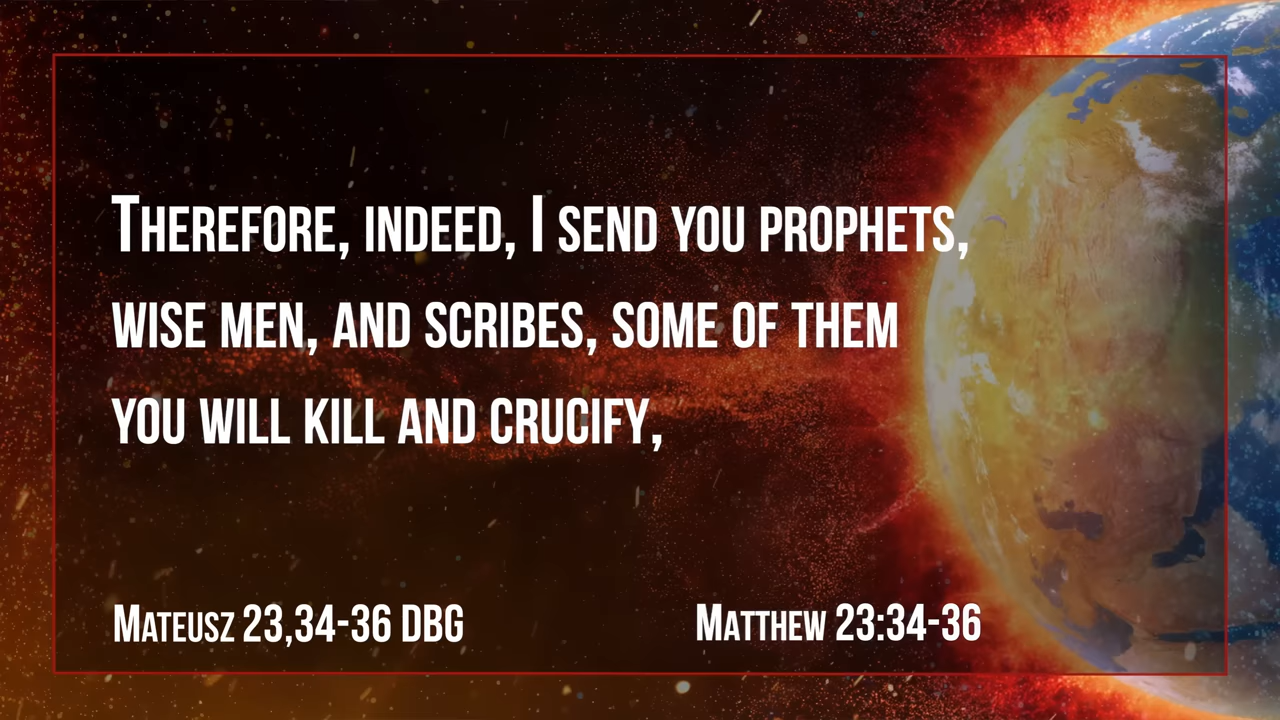 Therefore, indeed, I send you prophets,
wise men, and scribes, some of them
you will kill and crucify,
Mateusz 23,34-36 DBG
Matthew 23:34-36